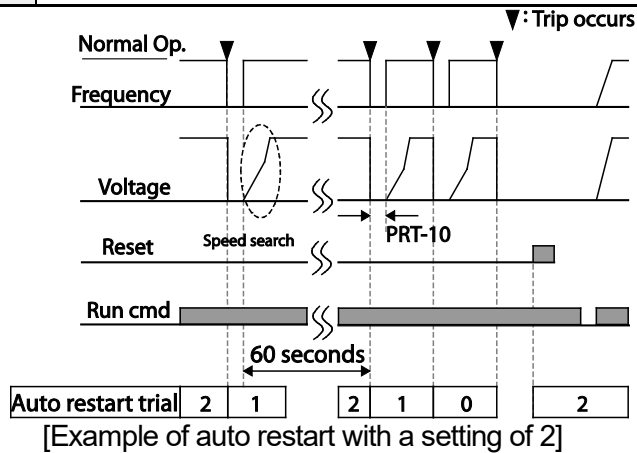 ▼: Trip occurs
Normal Op.
Frequency
Voltage
Speed search
PRT-10
Reset
Run cmd
60 seconds
Auto restart trial 2 1 2 1 0 2
[Example of auto restart with a setting of 2]